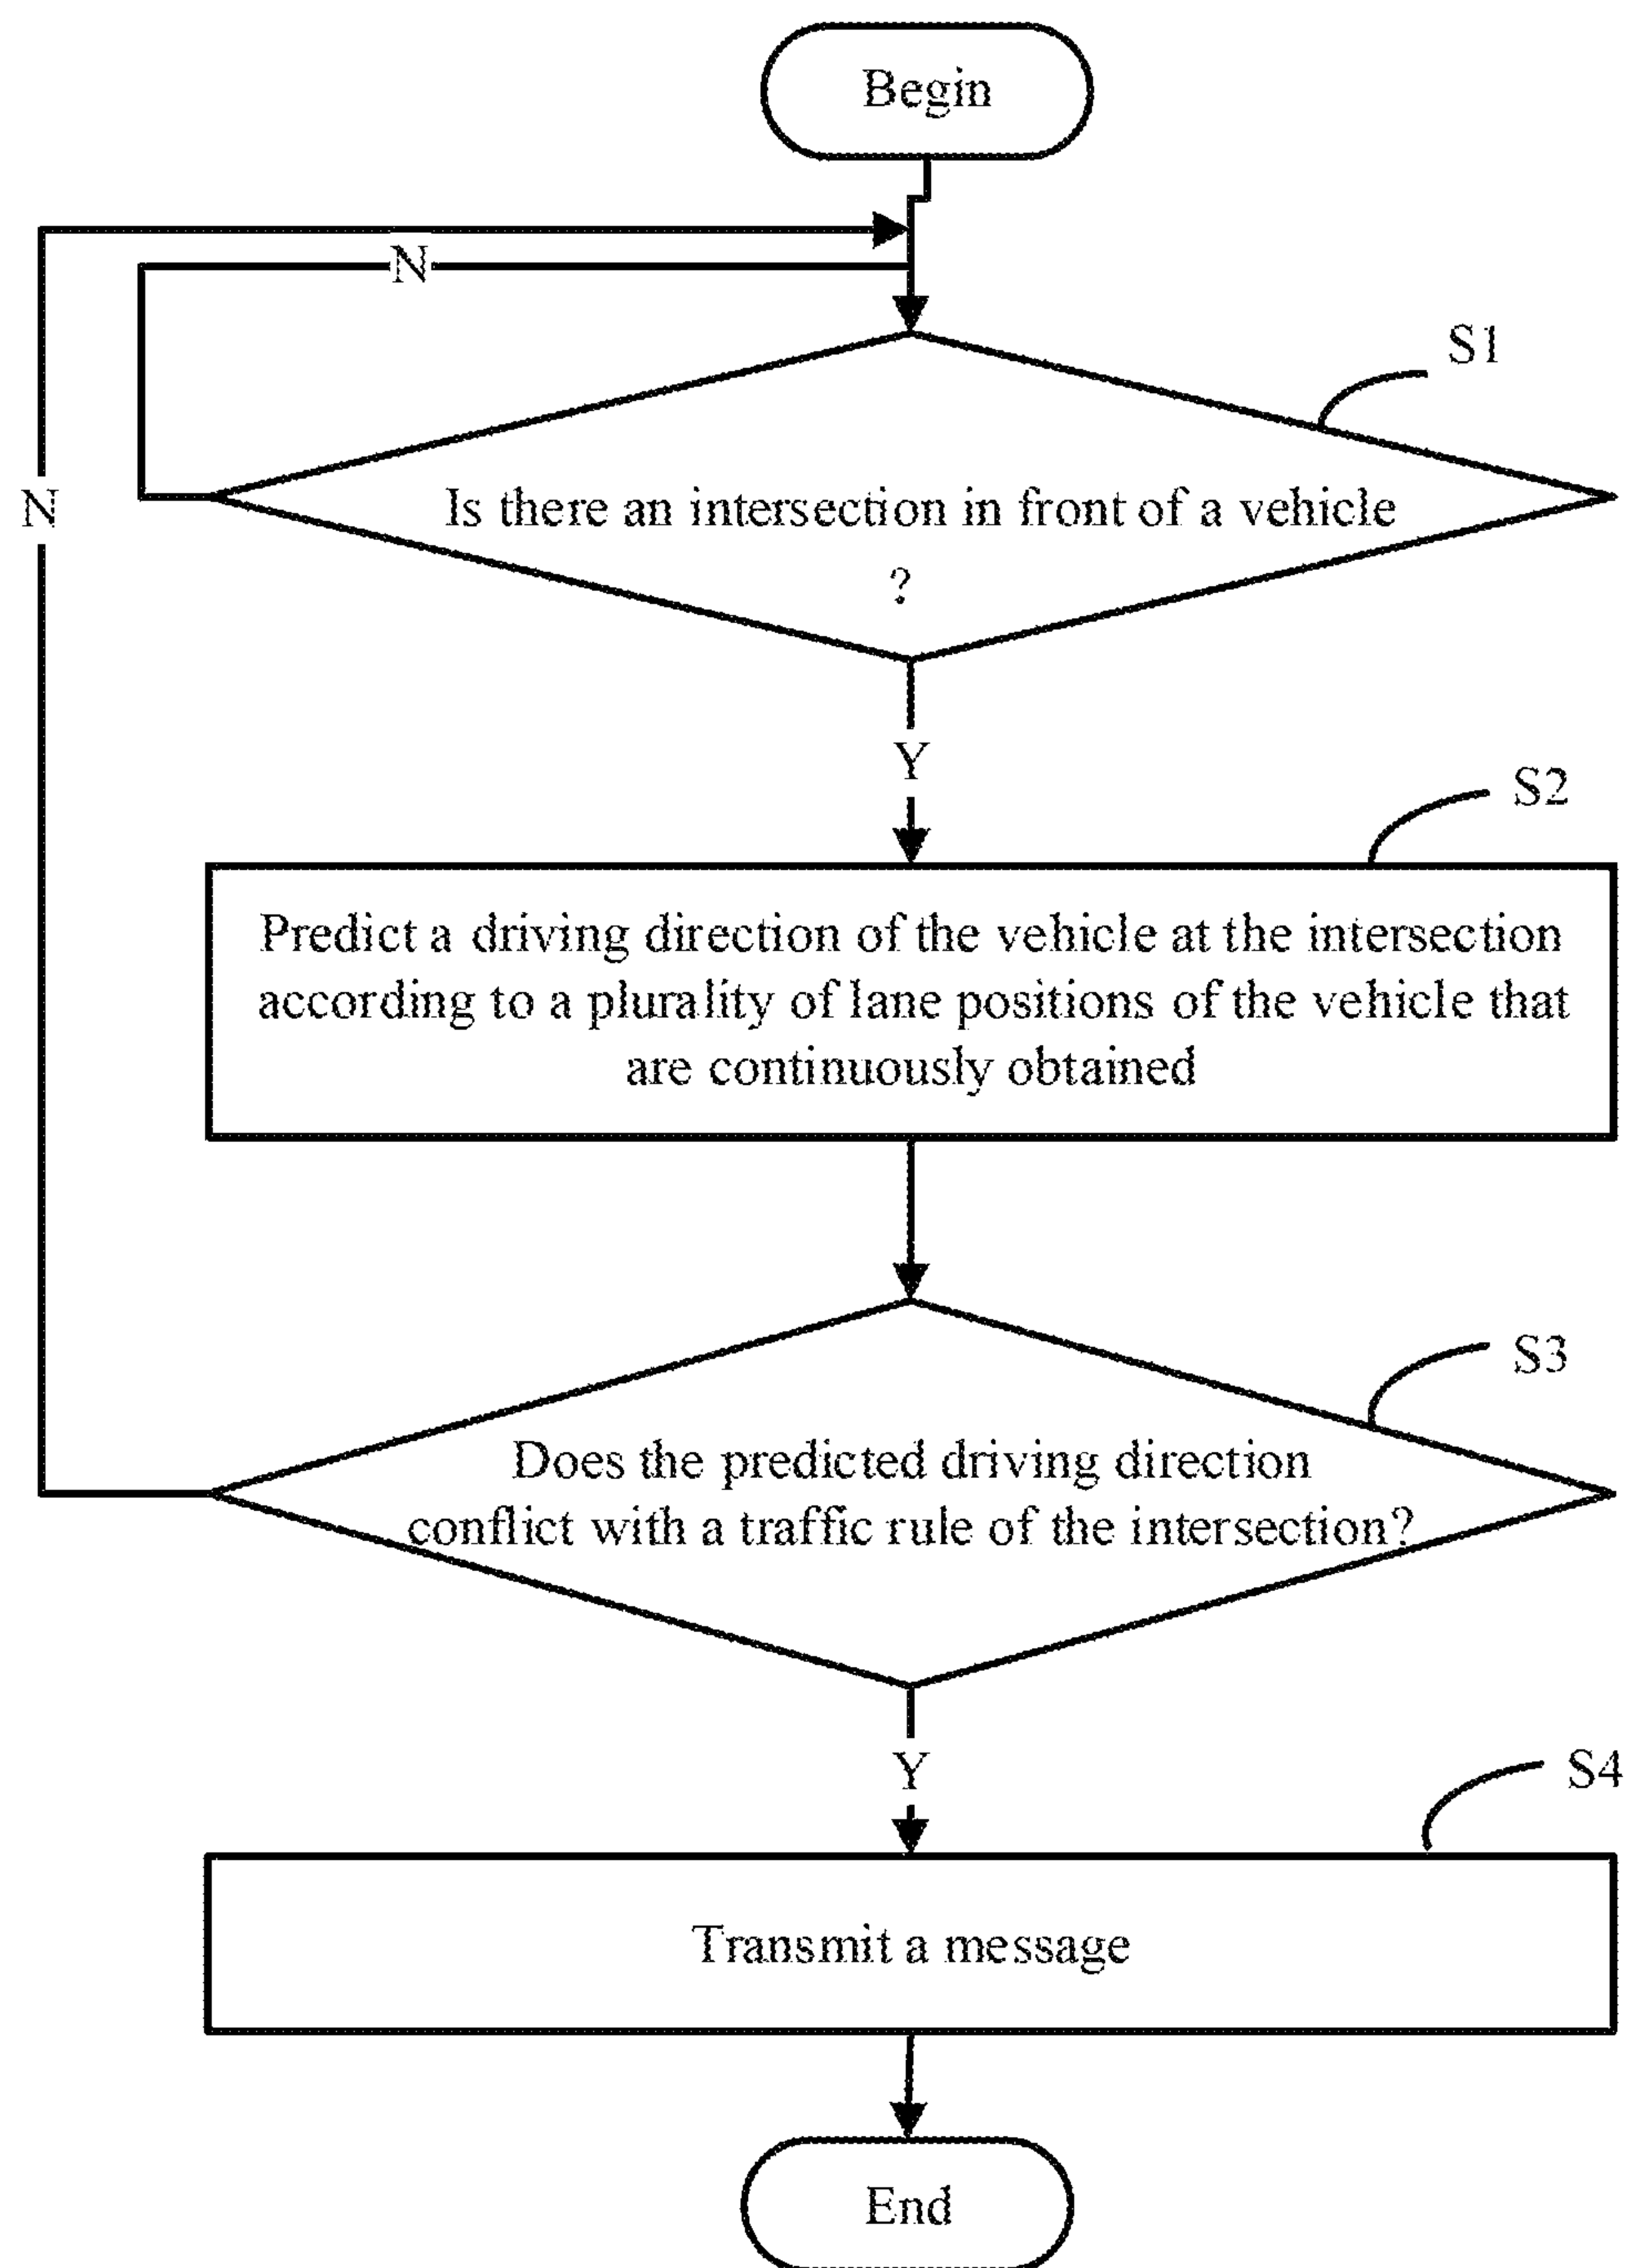 Begin
N
S1
N
Is there an intersection in front of a vehicle
?
Y
S2
Predict a driving direction of the vehicle at the intersection
according to a plurality of lane positions of the vehicle that
are continuously obtained
S3
Does the predicted driving direction
conflict with a traffic rule of the intersection?
Y
S4
Transmit a message
End